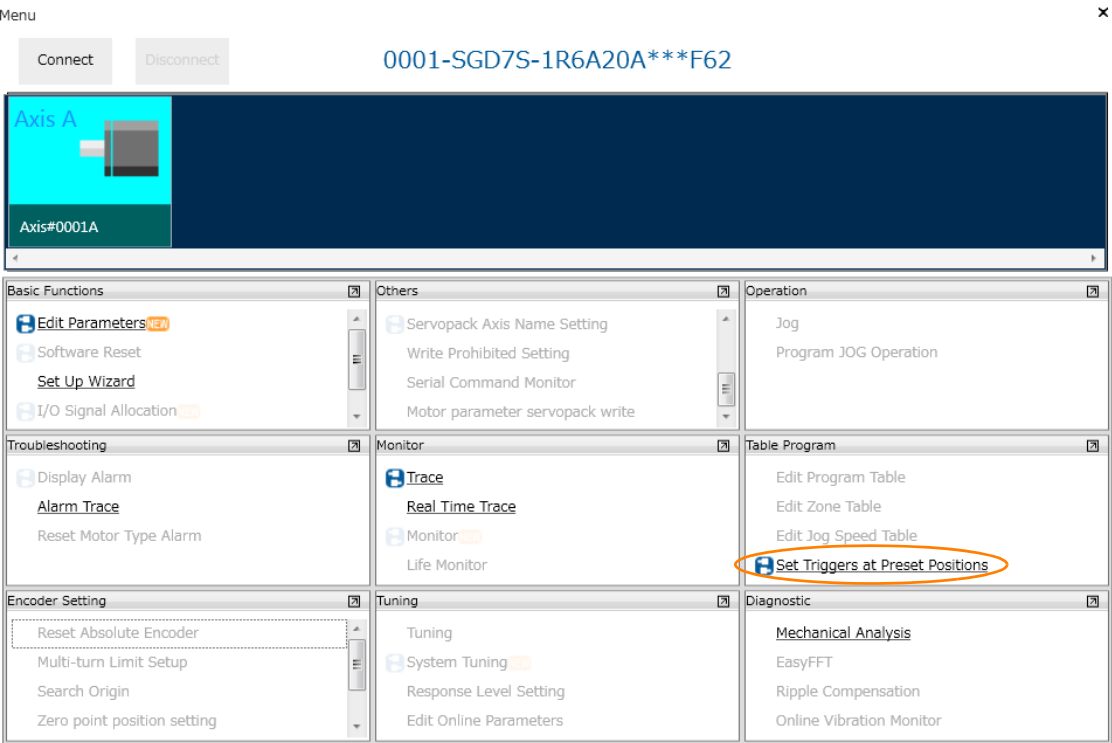 Menu
Connect
Disconnect
0001-SGD7S-1R6A20A***F62
Axis A
Axis#0001A
Basic Functions
Edit Parameters NEW
Software Reset
Set Up Wizard
I/O Signal Allocation NEW
Others
Servopack Axis Name Setting
Write Prohibited Setting
Serial Command Monitor
Motor parameter servopack write
Operation
Jog
Program JOG Operation
Troubleshooting
Display Alarm
Alarm Trace
Reset Motor Type Alarm
Monitor
Trace
Real Time Trace
Monitor NEW
Life Monitor
Table Program
Edit Program Table
Edit Zone Table
Edit Jog Speed Table
Set Triggers at Preset Positions
Encoder Setting
Reset Absolute Encoder
Multi-turn Limit Setup
Search Origin
Zero point position setting
Tuning
Tuning
System Tuning NEW
Response Level Setting
Edit Online Parameters
Diagnostic
Mechanical Analysis
EasyFFT
Ripple Compensation
Online Vibration Monitor